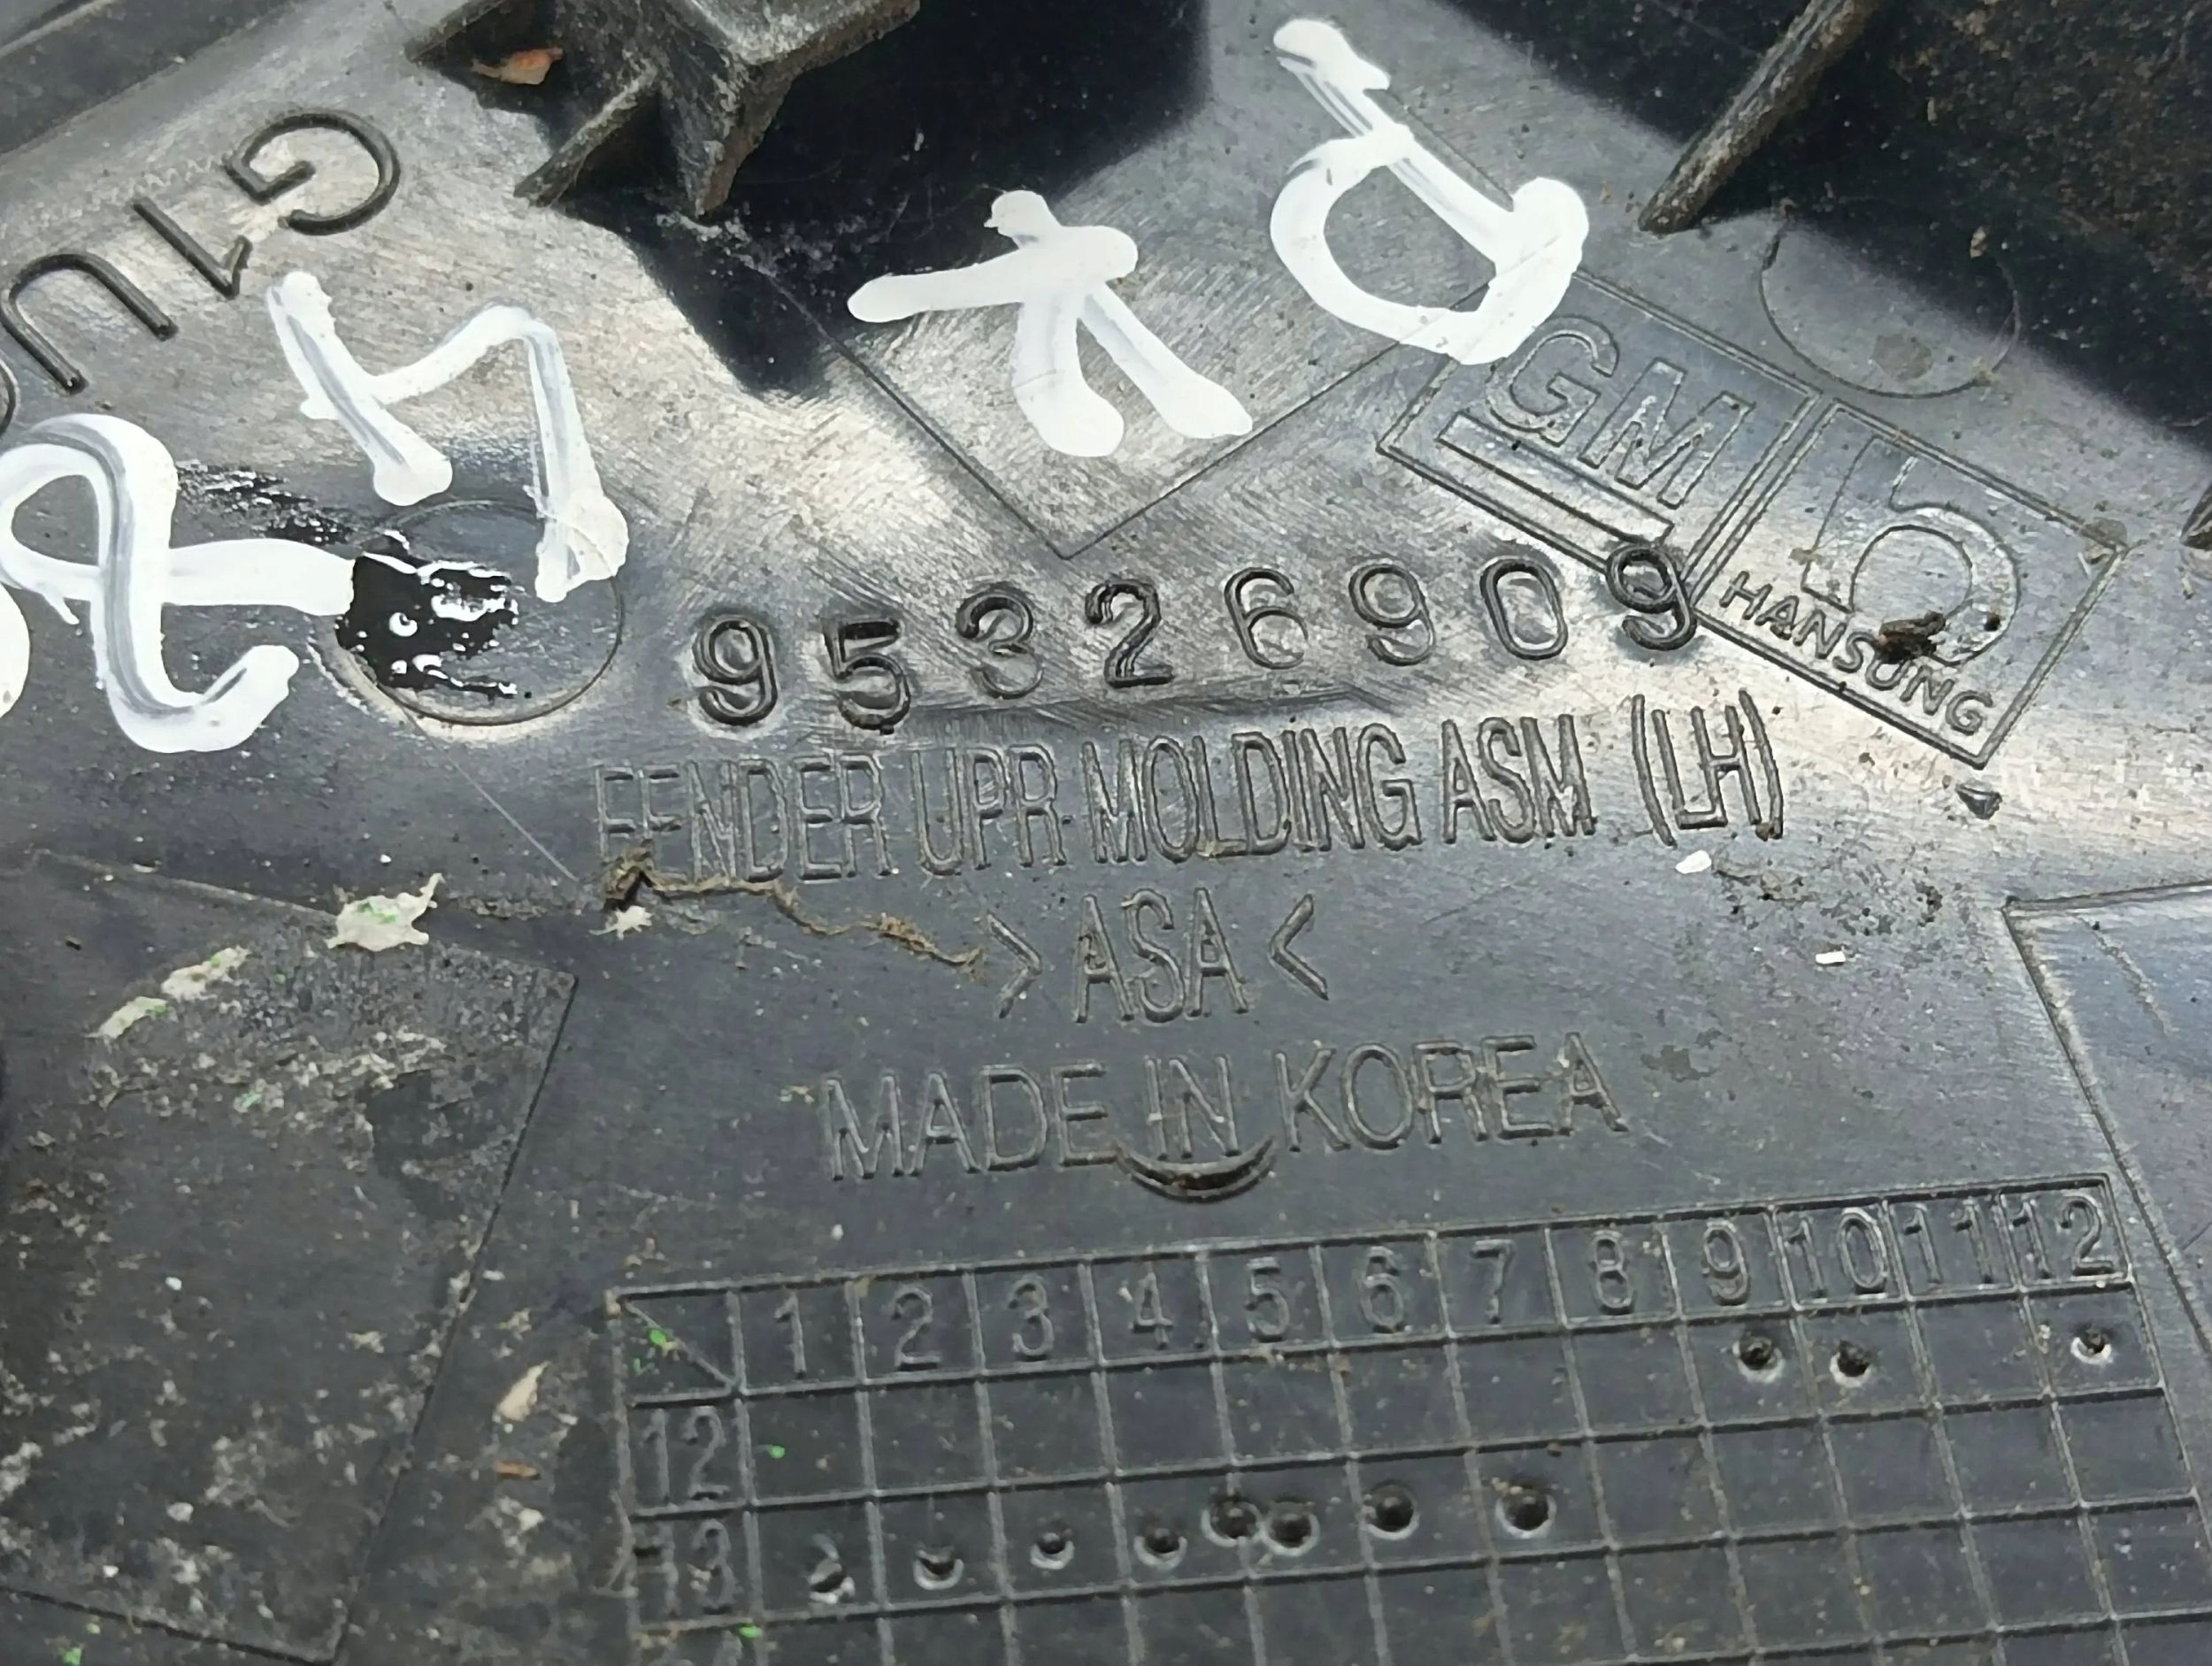 G1UC
GM
HANSUNG
95326909
FENDER UPR MOLDING ASM (LH)
>ASA<
MADE IN KOREA
1 2 3 4 5 6 7 8 9 10 11 12
12
13